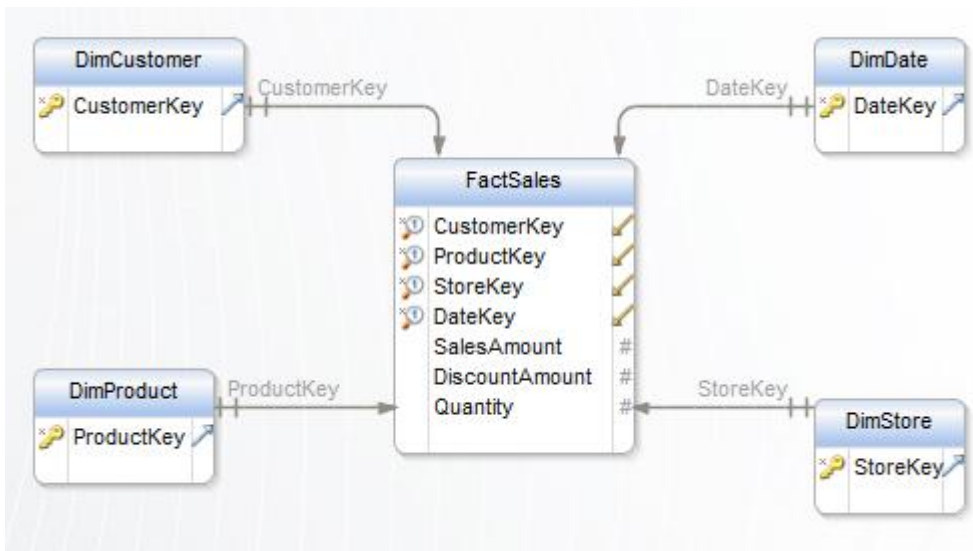 DimCustomer
CustomerKey
CustomerKey
DateKey
DimDate
DateKey
FactSales
CustomerKey
ProductKey
StoreKey
DateKey
SalesAmount #
DiscountAmount #
Quantity #
DimProduct
ProductKey
ProductKey
StoreKey
DimStore
StoreKey